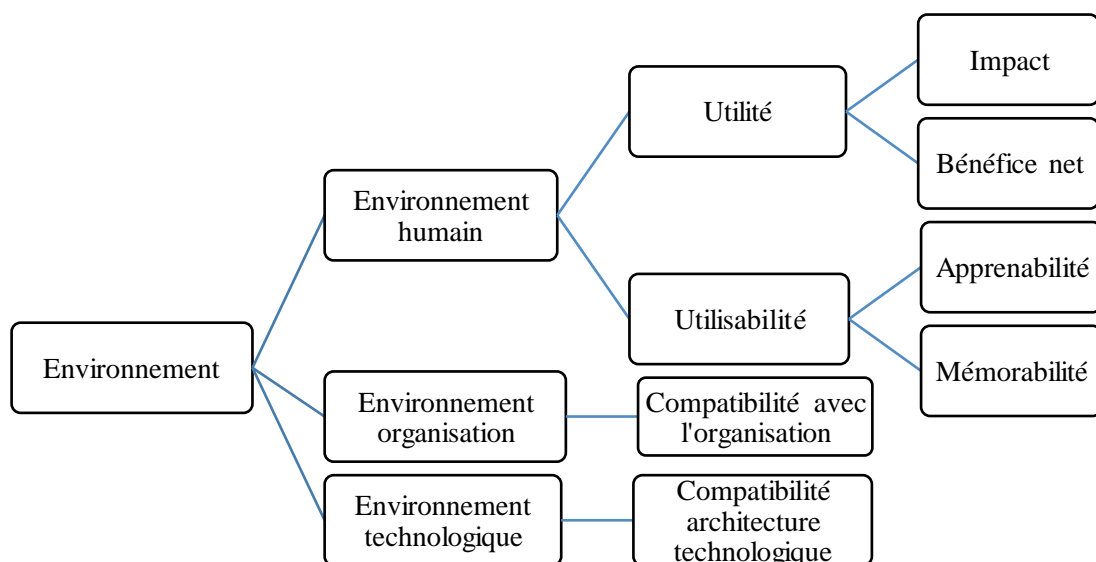 Environnement
Environnement
humain
Utilité
Impact
Bénéfice net
Utilisabilité
Apprenabilité
Mémorabilité
Environnement
organisation
Compatibilité avec
l'organisation
Environnement
technologique
Compatibilité
architecture
technologique